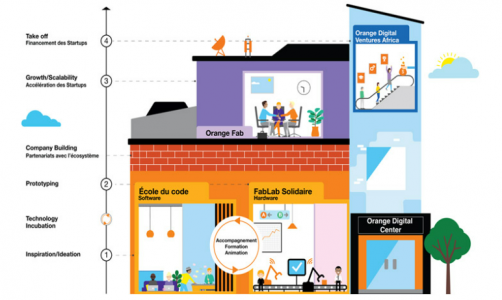 Take off
Financement des Startups
4
Orange Digital
Ventures Africa
Growth/Scalability
Accélération des Startups
3
Orange Fab
Company Building
Partenariats avec l'écosystème
Prototyping
2
École du code
Software
FabLab Solidaire
Hardware
Technology
Incubation
Accompagnement
Formation
Animation
Orange Digital
Center
Inspiration/Ideation
1